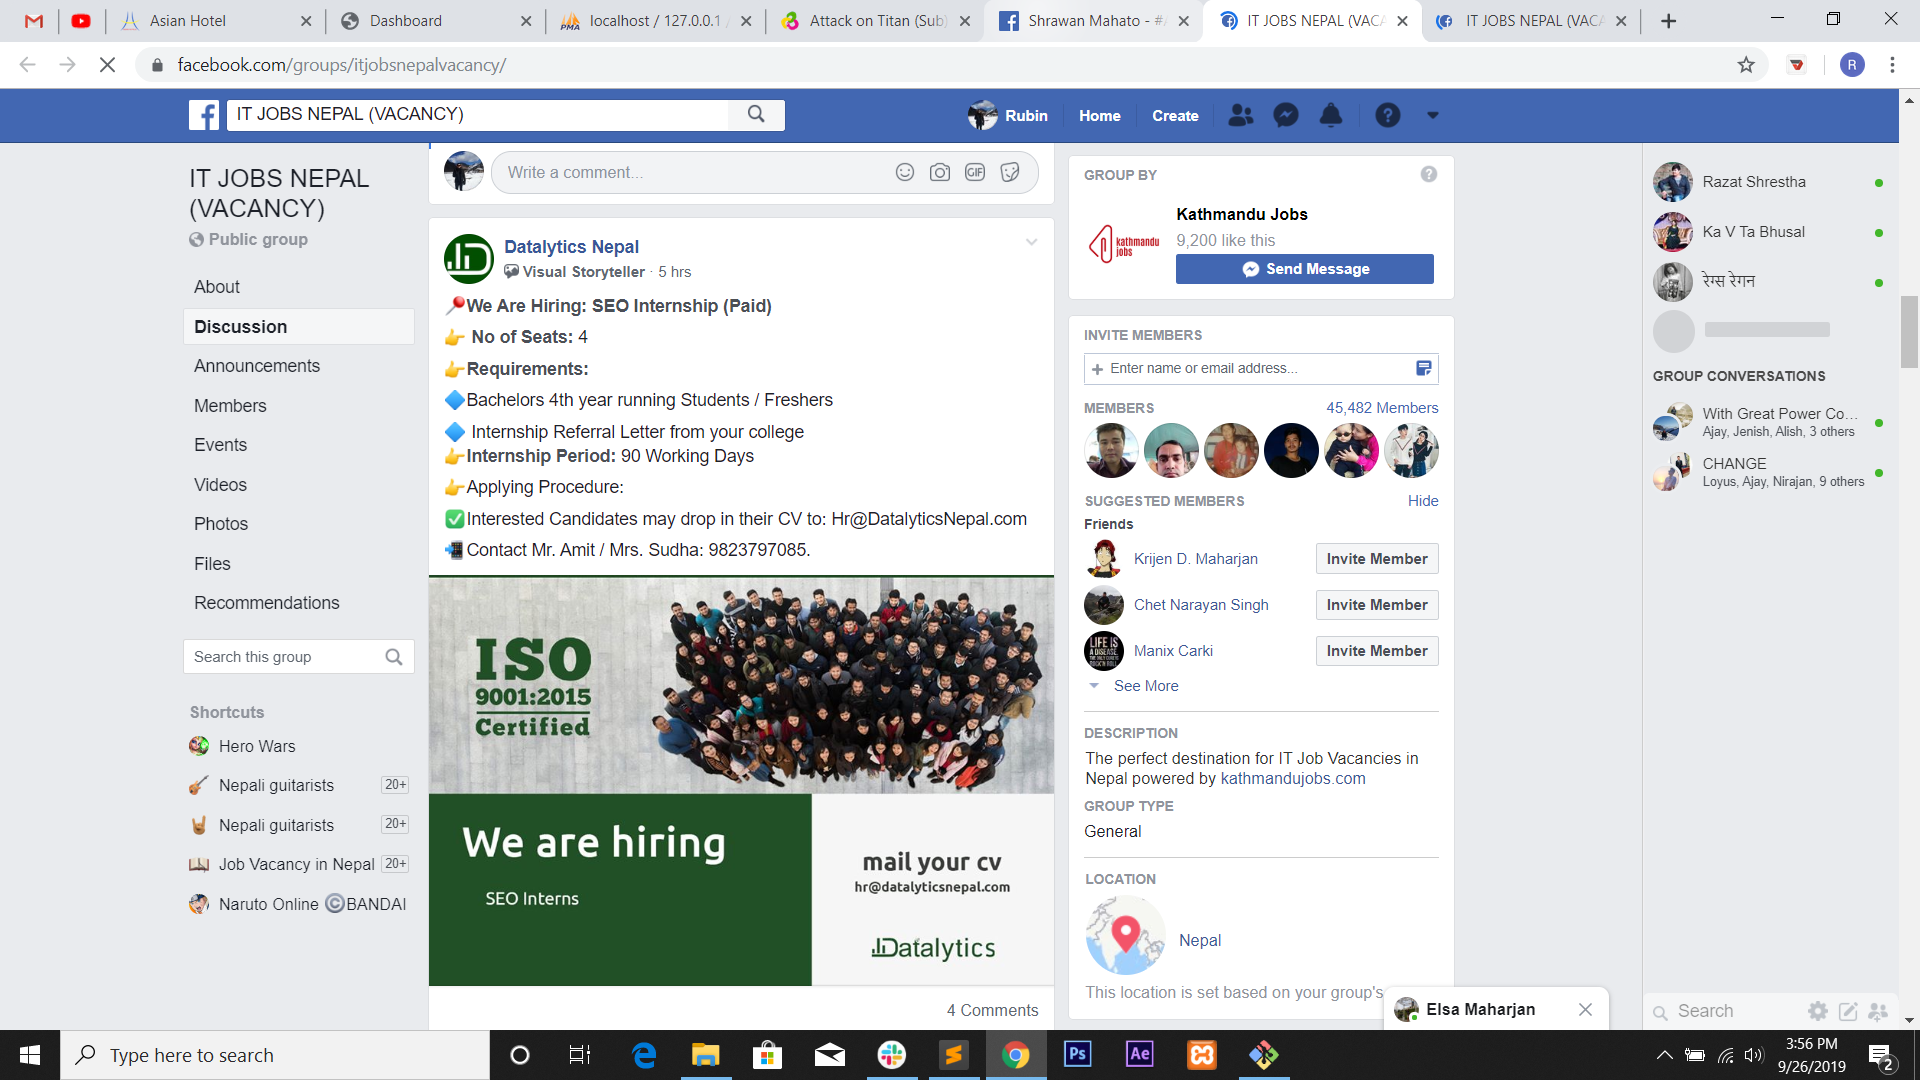 Asian Hotel
Dashboard
localhost / 127.0.0.1 /
Attack on Titan (Sub)
Shrawan Mahato - #
IT JOBS NEPAL (VACA
IT JOBS NEPAL (VACA
facebook.com/groups/itjobsnepalvacancy/
R
IT JOBS NEPAL (VACANCY)
Rubin
Home
Create
IT JOBS NEPAL
(VACANCY)
Public group
About
Discussion
Announcements
Members
Events
Videos
Photos
Files
Recommendations
Search this group
Shortcuts
Hero Wars
Nepali guitarists 20+
Nepali guitarists 20+
Job Vacancy in Nepal 20+
Naruto Online ©BANDAI
Write a comment...
GIF
Datalytics Nepal
Visual Storyteller · 5 hrs
📍We Are Hiring: SEO Internship (Paid)
👉 No of Seats: 4
👉Requirements:
🔷Bachelors 4th year running Students / Freshers
🔷 Internship Referral Letter from your college
👉Internship Period: 90 Working Days
👉Applying Procedure:
✅Interested Candidates may drop in their CV to: Hr@DatalyticsNepal.com
📲Contact Mr. Amit / Mrs. Sudha: 9823797085.
ISO
9001:2015
Certified
We are hiring
SEO Interns
mail your cv
hr@datalyticsnepal.com
Datalytics
4 Comments
GROUP BY
kathmandu
jobs
Kathmandu Jobs
9,200 like this
Send Message
INVITE MEMBERS
+ Enter name or email address...
MEMBERS
45,482 Members
SUGGESTED MEMBERS
Hide
Friends
Krijen D. Maharjan
Invite Member
Chet Narayan Singh
Invite Member
LIFE IS
A DISEASE
Manix Carki
Invite Member
See More
DESCRIPTION
The perfect destination for IT Job Vacancies in
Nepal powered by kathmandujobs.com
GROUP TYPE
General
LOCATION
Nepal
This location is set based on your group's
Elsa Maharjan
Razat Shrestha
Ka V Ta Bhusal
रेग्स रेगन
GROUP CONVERSATIONS
With Great Power Co...
Ajay, Jenish, Alish, 3 others
CHANGE
Loyus, Ajay, Nirajan, 9 others
Search
Type here to search
Ps
Ae
3:56 PM
9/26/2019
2